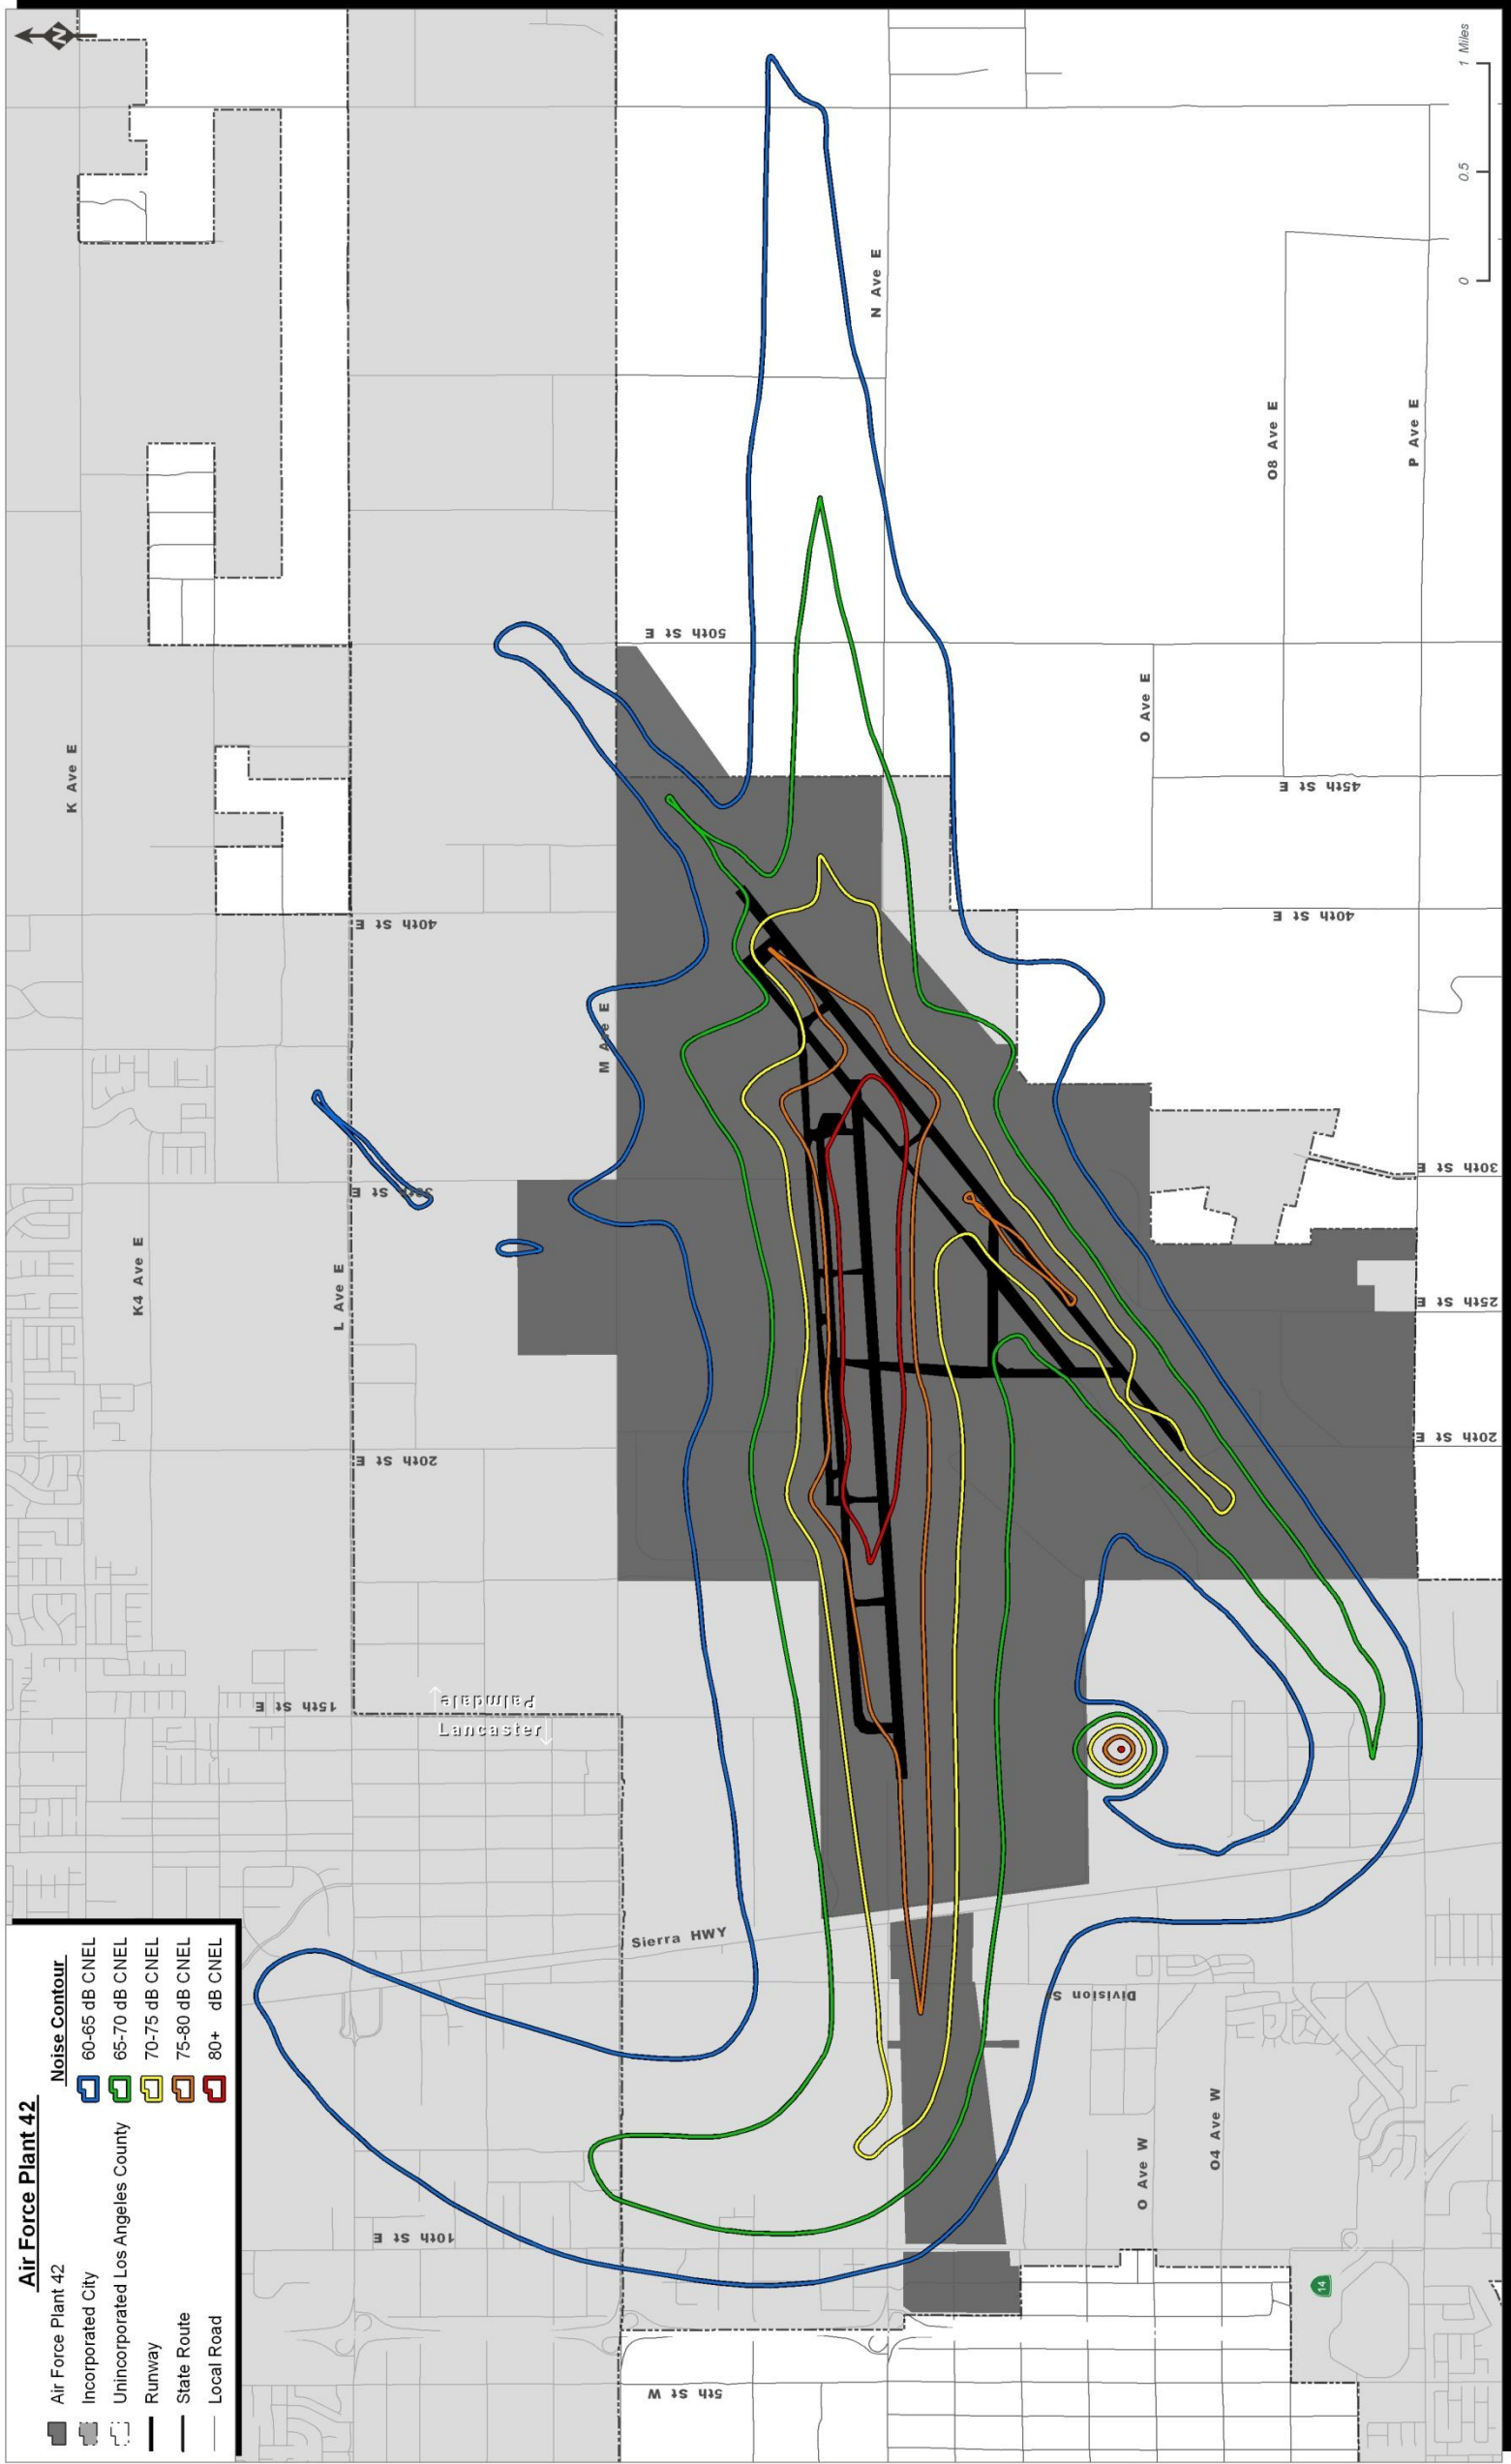 Air Force Plant 42
Air Force Plant 42
Incorporated City
Unincorporated Los Angeles County
Runway
State Route
Local Road
Noise Contour
60-65 dB CNEL
65-70 dB CNEL
70-75 dB CNEL
75-80 dB CNEL
80+ dB CNEL
N
K Ave E
K4 Ave E
L Ave E
M Ave E
N Ave E
O Ave E
O8 Ave E
P Ave E
O Ave W
O4 Ave W
5th St W
10th St E
Sierra HWY
Division St
Lancaster
Palmdale
15th St E
20th St E
20th St E
25th St E
30th St E
30th St E
40th St E
40th St E
45th St E
50th St E
14
0
0.5
1 Miles